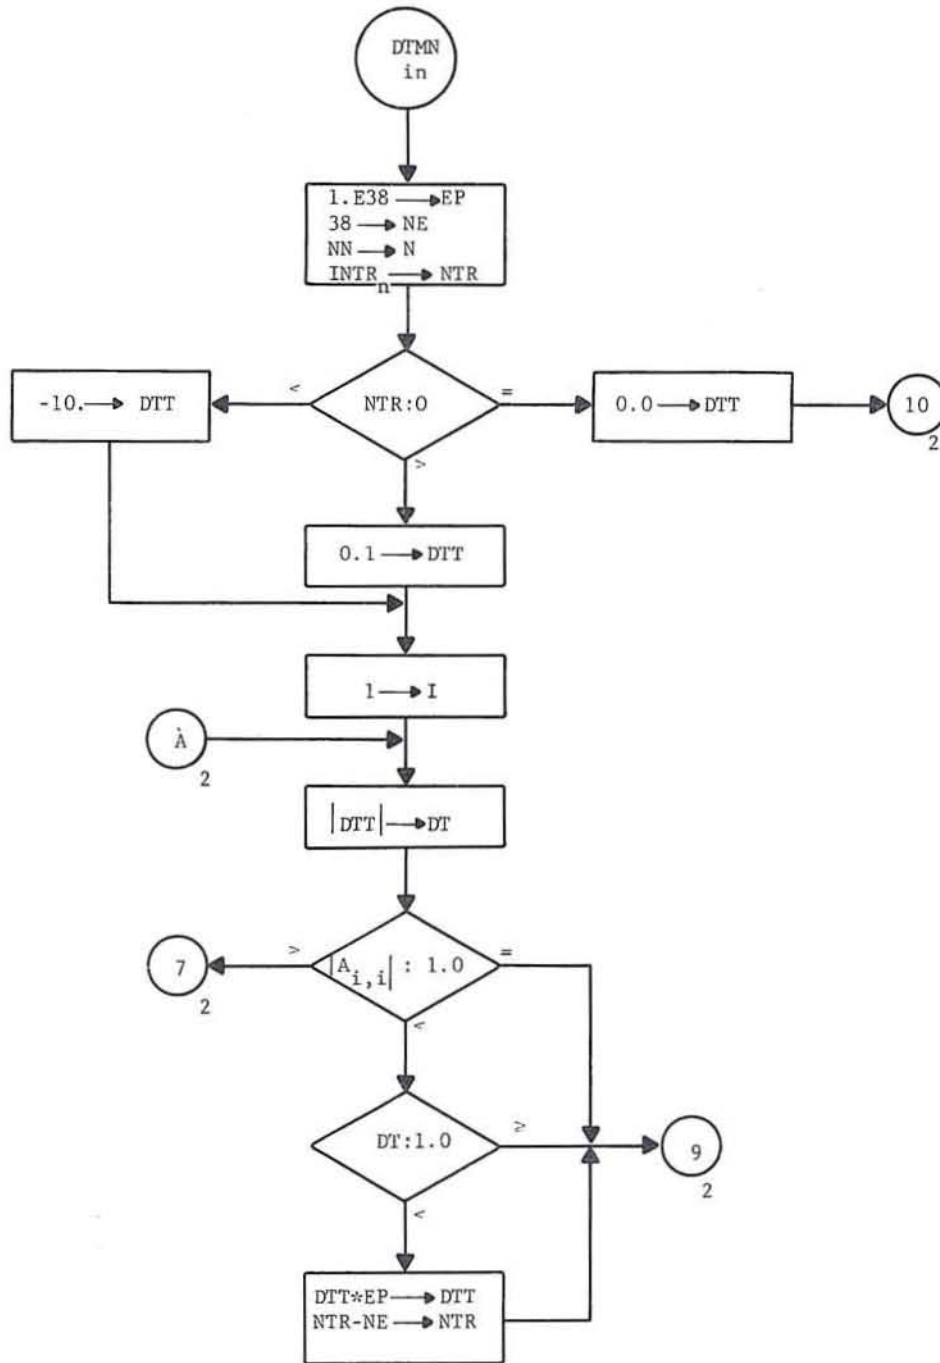 DTMN
in
1.E38 → EP
38 → NE
NN → N
INTRn → NTR
<
-10. → DTT
NTR:0
=
0.0 → DTT
10
2
>
0.1 → DTT
1 → I
À
2
|DTT| → DT
>
7
2
|Ai,i| : 1.0
=
<
DT:1.0
≥
9
2
<
DTT*EP → DTT
NTR-NE → NTR